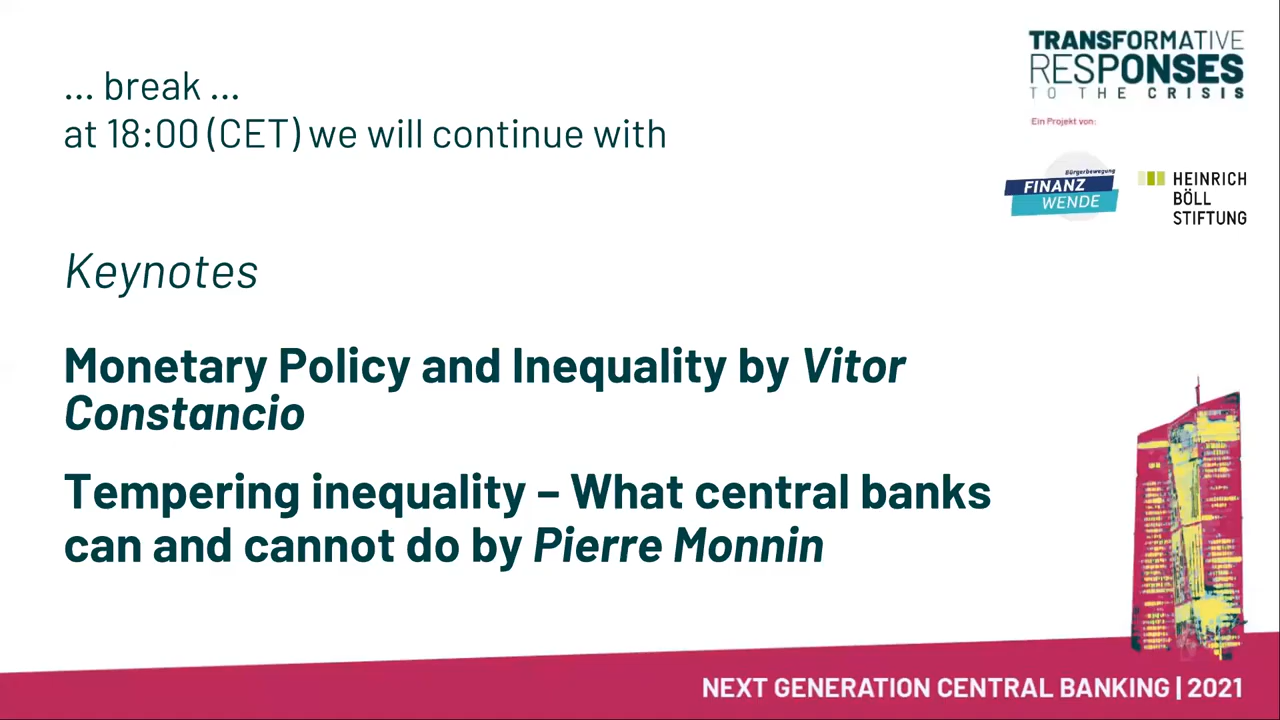 ... break ...
at 18:00 (CET) we will continue with
Keynotes
Monetary Policy and Inequality by Vitor
Constancio
Tempering inequality – What central banks
can and cannot do by Pierre Monnin
TRANSFORMATIVE
RESPONSES
TO THE CRISIS
Ein Projekt von:
Bürgerbewegung
FINANZ
WENDE
HEINRICH
BÖLL
STIFTUNG
NEXT GENERATION CENTRAL BANKING | 2021